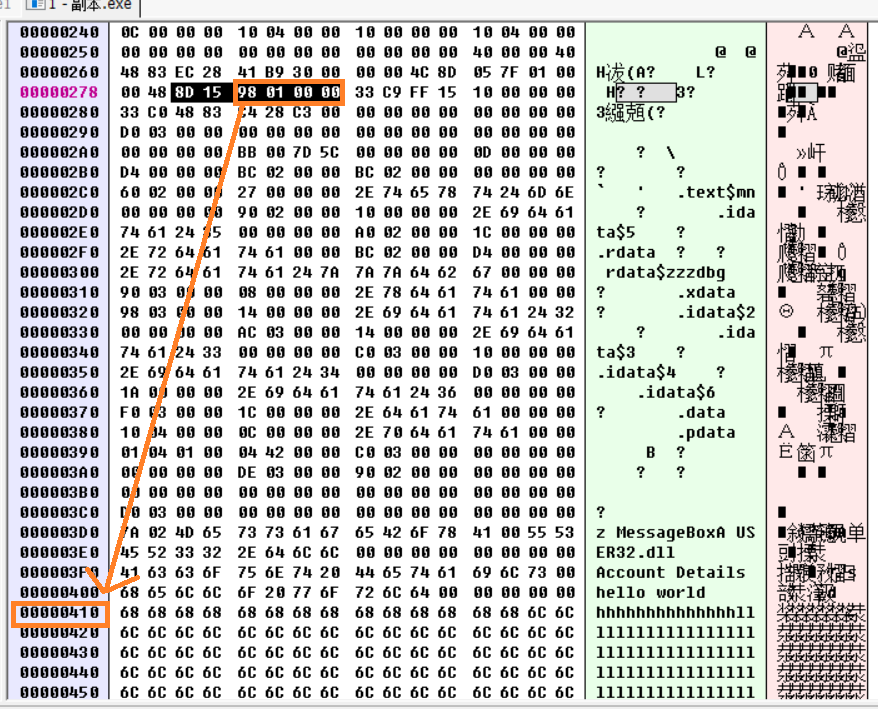 1 - 副本.exe
00000240 0C 00 00 00 10 04 00 00 10 00 00 00 10 04 00 00
00000250 00 00 00 00 00 00 00 00 00 00 00 00 40 00 00 40 @ @
00000260 48 83 EC 28 41 B9 30 00 00 00 4C 8D 05 7F 01 00
00000278 00 48 8D 15 98 01 00 00 33 C9 FF 15 10 00 00 00
00000280 33 C0 48 83 C4 28 C3 00 00 00 00 00 00 00 00 00
00000290 D0 03 00 00 00 00 00 00 00 00 00 00 00 00 00 00
000002A0 00 00 00 00 BB 00 7D 5C 00 00 00 00 0D 00 00 00 ? \
000002B0 D4 00 00 00 BC 02 00 00 BC 02 00 00 00 00 00 00 ? ?
000002C0 60 02 00 00 27 00 00 00 2E 74 65 78 74 24 6D 6E ` ' .text$mn
000002D0 00 00 00 00 90 02 00 00 10 00 00 00 2E 69 64 61 ? .ida
000002E0 74 61 24 35 00 00 00 00 A0 02 00 00 1C 00 00 00 ta$5 ?
000002F0 2E 72 64 61 74 61 00 00 BC 02 00 00 D4 00 00 00 .rdata ? ?
00000300 2E 72 64 61 74 61 24 7A 7A 7A 64 62 67 00 00 00 rdata$zzzdbg
00000310 90 03 00 00 08 00 00 00 2E 78 64 61 74 61 00 00 ? .xdata
00000320 98 03 00 00 14 00 00 00 2E 69 64 61 74 61 24 32 ? .idata$2
00000330 00 00 00 00 AC 03 00 00 14 00 00 00 2E 69 64 61 ? .ida
00000340 74 61 24 33 00 00 00 00 C0 03 00 00 10 00 00 00 ta$3 ?
00000350 2E 69 64 61 74 61 24 34 00 00 00 00 D0 03 00 00 .idata$4 ?
00000360 1A 00 00 00 2E 69 64 61 74 61 24 36 00 00 00 00 .idata$6
00000370 F0 03 00 00 1C 00 00 00 2E 64 61 74 61 00 00 00 ? .data
00000380 10 04 00 00 0C 00 00 00 2E 70 64 61 74 61 00 00 .pdata
00000390 01 04 01 00 04 42 00 00 C0 03 00 00 00 00 00 00 B ?
000003A0 00 00 00 00 DE 03 00 00 90 02 00 00 00 00 00 00 ? ?
000003B0 00 00 00 00 00 00 00 00 00 00 00 00 00 00 00 00
000003C0 D0 03 00 00 00 00 00 00 00 00 00 00 00 00 00 00 ?
000003D0 7A 02 4D 65 73 73 61 67 65 42 6F 78 41 00 55 53 z MessageBoxA US
000003E0 45 52 33 32 2E 64 6C 6C 00 00 00 00 00 00 00 00 ER32.dll
000003F0 41 63 63 6F 75 6E 74 20 44 65 74 61 69 6C 73 00 Account Details
00000400 68 65 6C 6C 6F 20 77 6F 72 6C 64 00 00 00 00 00 hello world
00000410 68 68 68 68 68 68 68 68 68 68 68 68 68 68 6C 6C hhhhhhhhhhhhhhll
00000420 6C 6C 6C 6C 6C 6C 6C 6C 6C 6C 6C 6C 6C 6C 6C 6C llllllllllllllll
00000430 6C 6C 6C 6C 6C 6C 6C 6C 6C 6C 6C 6C 6C 6C 6C 6C llllllllllllllll
00000440 6C 6C 6C 6C 6C 6C 6C 6C 6C 6C 6C 6C 6C 6C 6C 6C llllllllllllllll
00000450 6C 6C 6C 6C 6C 6C 6C 6C 6C 6C 6C 6C 6C 6C 6C 6C llllllllllllllll